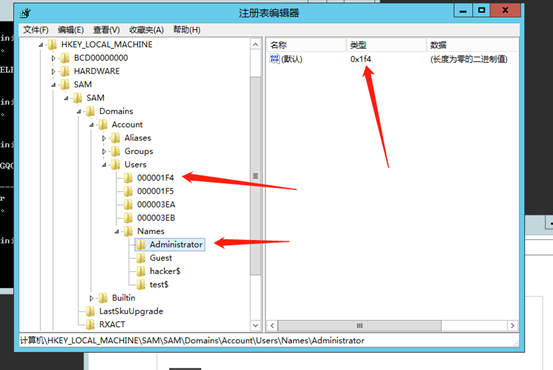 注册表编辑器
文件(F) 编辑(E) 查看(V) 收藏夹(A) 帮助(H)
HKEY_LOCAL_MACHINE
BCD00000000
HARDWARE
SAM
SAM
Domains
Account
Aliases
Groups
Users
000001F4
000001F5
000003EA
000003EB
Names
Administrator
Guest
hacker$
test$
Builtin
LastSkuUpgrade
RXACT
名称 类型 数据
(默认) 0x1f4 (长度为零的二进制值)
计算机\HKEY_LOCAL_MACHINE\SAM\SAM\Domains\Account\Users\Names\Administrator